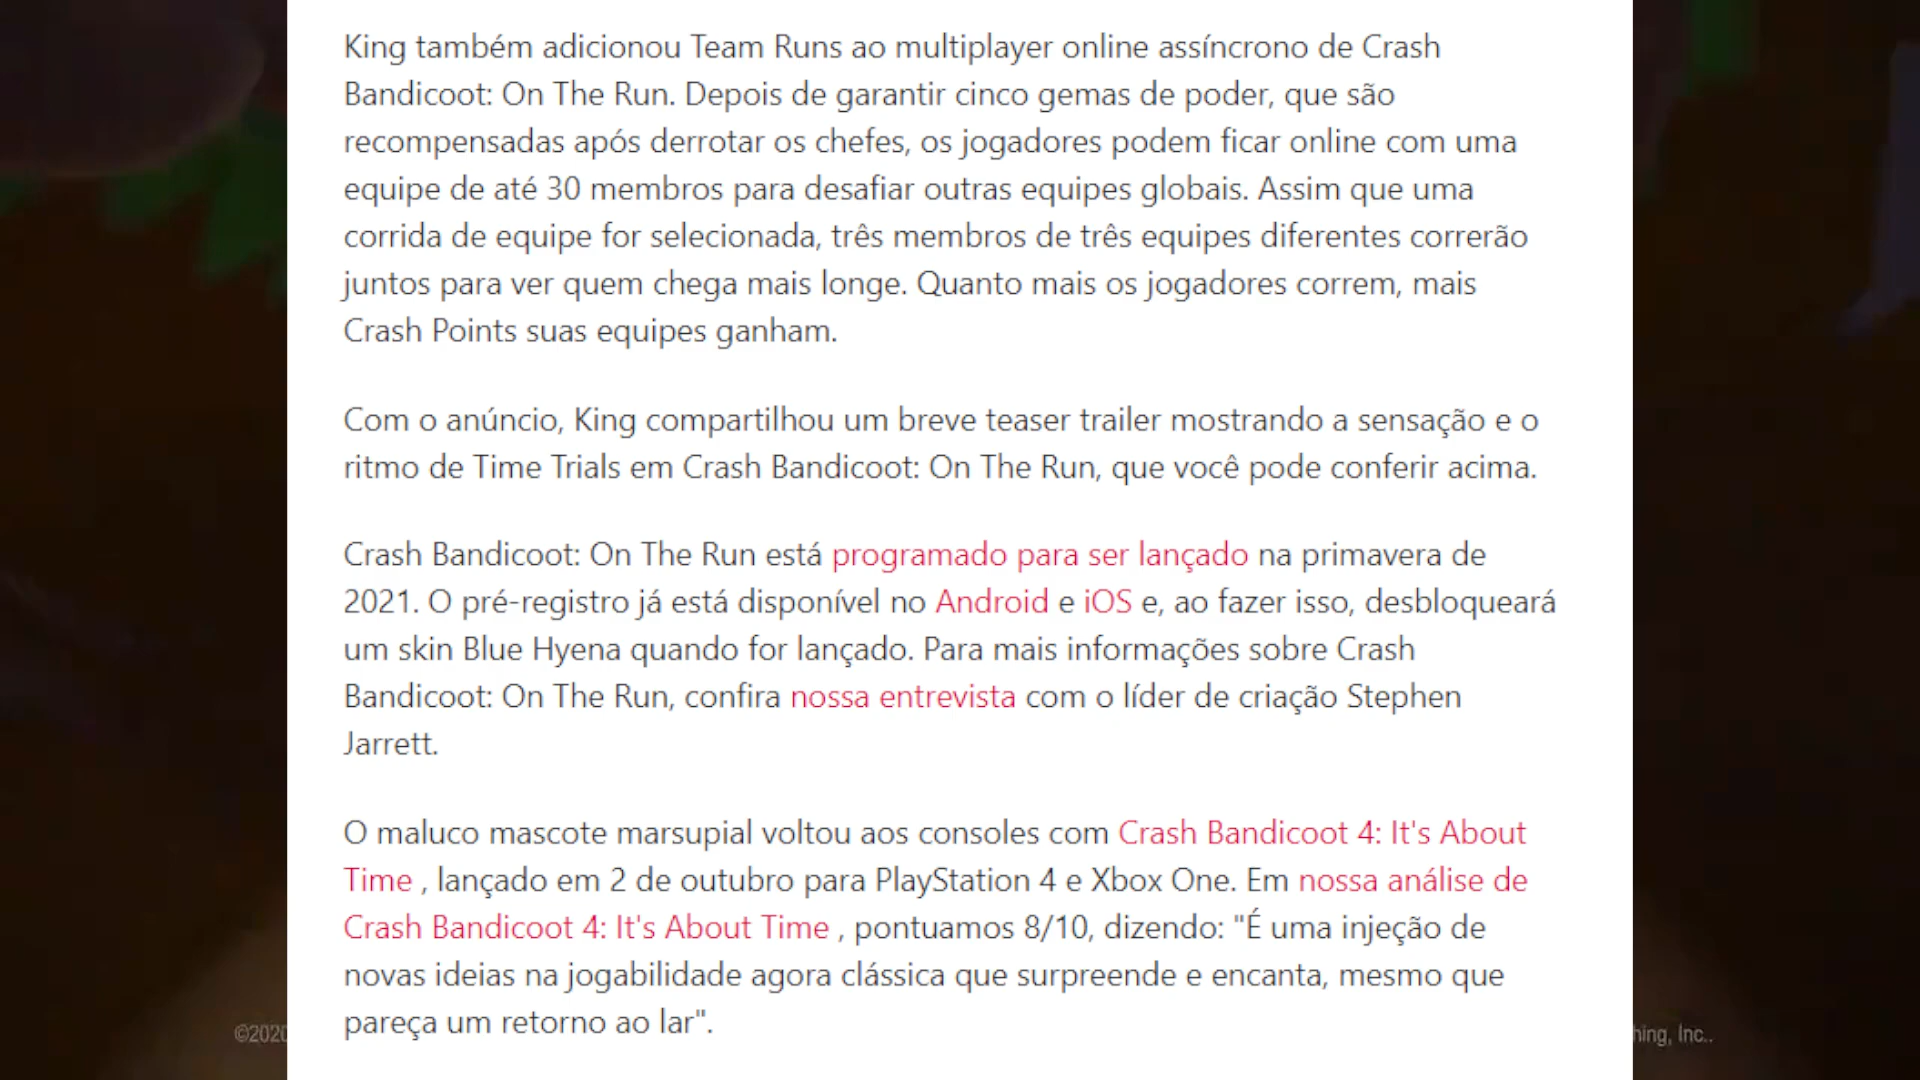 King também adicionou Team Runs ao multiplayer online assíncrono de Crash
Bandicoot: On The Run. Depois de garantir cinco gemas de poder, que são
recompensadas após derrotar os chefes, os jogadores podem ficar online com uma
equipe de até 30 membros para desafiar outras equipes globais. Assim que uma
corrida de equipe for selecionada, três membros de três equipes diferentes correrão
juntos para ver quem chega mais longe. Quanto mais os jogadores correm, mais
Crash Points suas equipes ganham.
Com o anúncio, King compartilhou um breve teaser trailer mostrando a sensação e o
ritmo de Time Trials em Crash Bandicoot: On The Run, que você pode conferir acima.
Crash Bandicoot: On The Run está programado para ser lançado na primavera de
2021. O pré-registro já está disponível no Android e iOS e, ao fazer isso, desbloqueará
um skin Blue Hyena quando for lançado. Para mais informações sobre Crash
Bandicoot: On The Run, confira nossa entrevista com o líder de criação Stephen
Jarrett.
O maluco mascote marsupial voltou aos consoles com Crash Bandicoot 4: It's About
Time , lançado em 2 de outubro para PlayStation 4 e Xbox One. Em nossa análise de
Crash Bandicoot 4: It's About Time , pontuamos 8/10, dizendo: "É uma injeção de
novas ideias na jogabilidade agora clássica que surpreende e encanta, mesmo que
pareça um retorno ao lar".
©2020
hing, Inc..